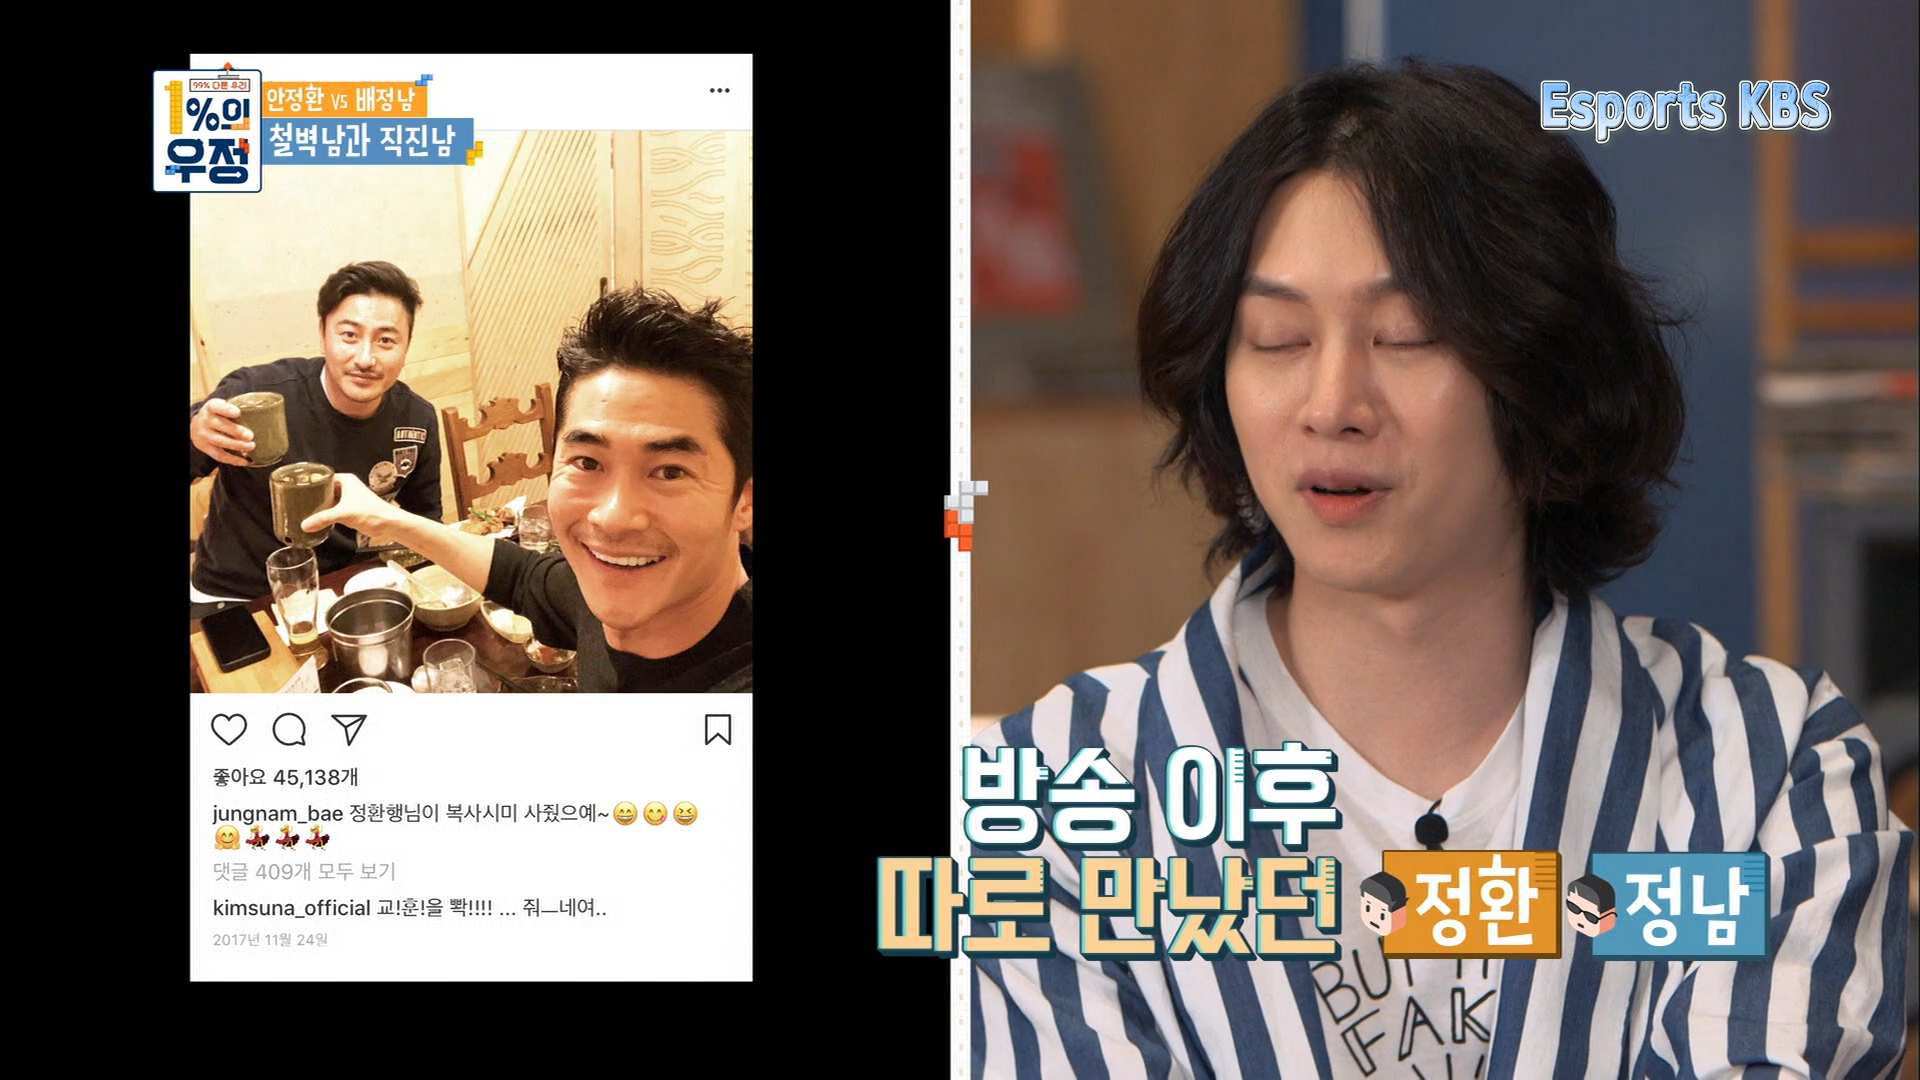 99% 다른 우리
1%의
우정
안정환 vs 배정남
철벽남과 직진남
Esports KBS
AUTHENTIC
좋아요 45,138개
jungnam_bae 정환행님이 복사시미 사줬으예~😁😋😆
🤗💃💃💃
댓글 409개 모두 보기
kimsuna_official 교!훈!을 빡!!!! ... 줘ㅡ네여..
2017년 11월 24일
방송 이후
따로 만났던 정환 정남
FAK